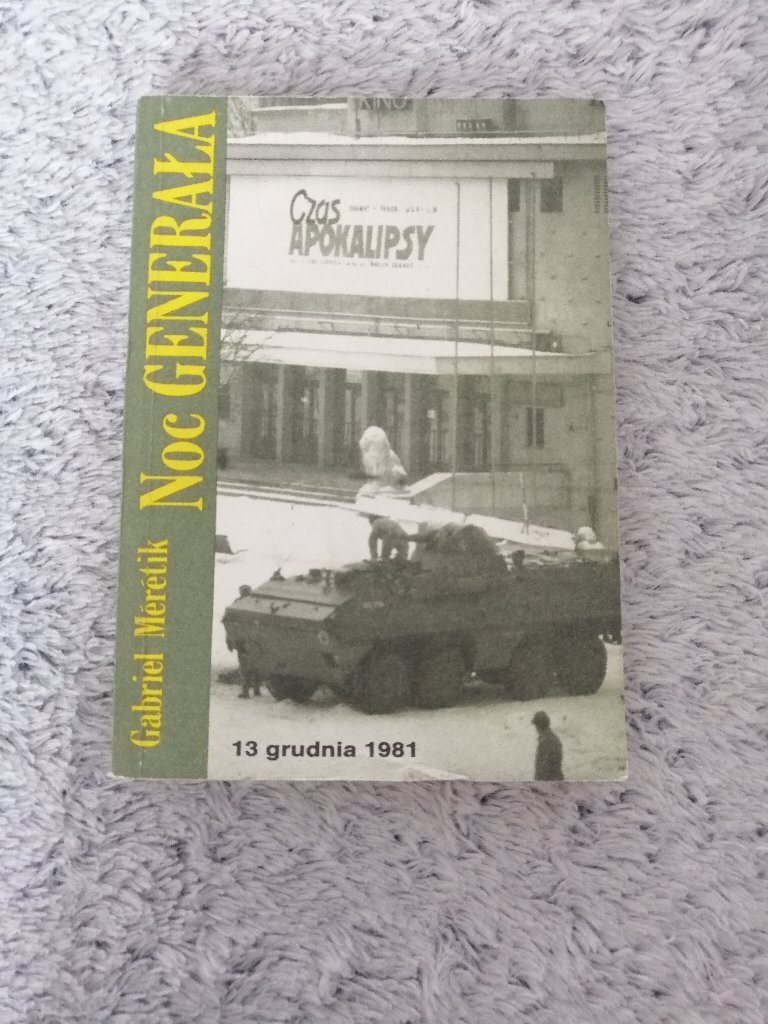 Gabriel Mérétik
Noc GENERAŁA
KINO
Czas
APOKALIPSY
13 grudnia 1981